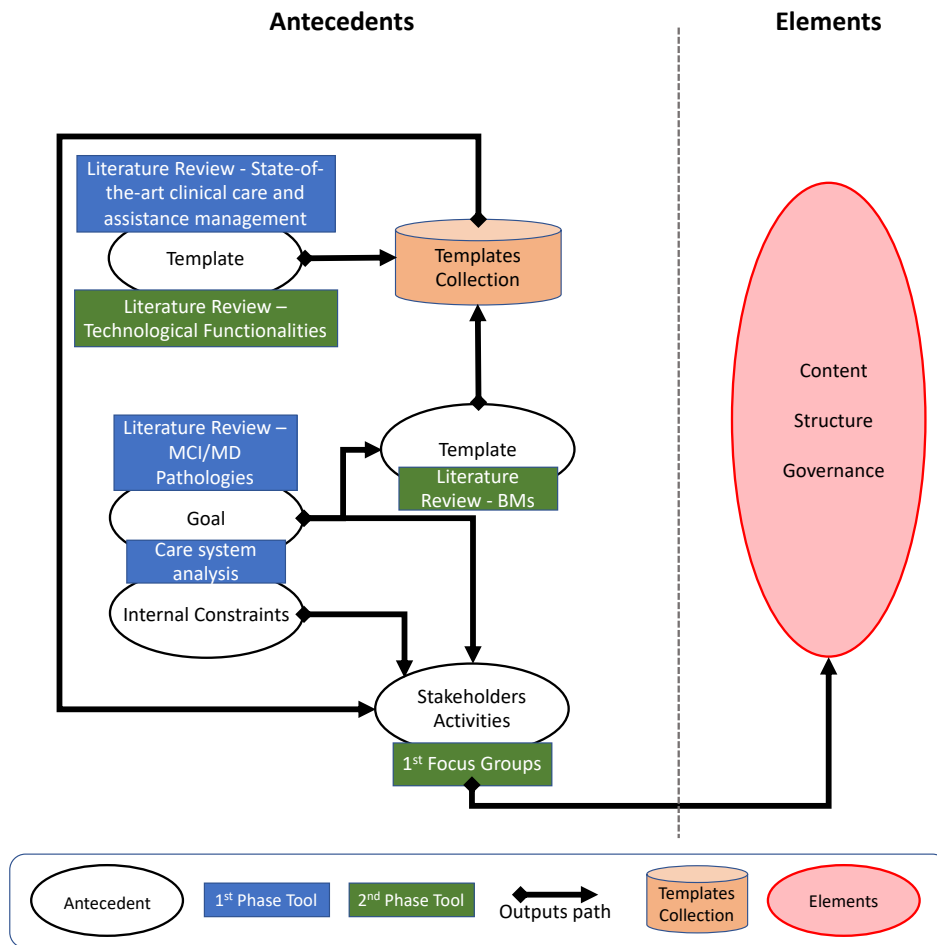 Antecedents
Elements
Literature Review - State-of-
the-art clinical care and
assistance management
Template
Literature Review –
Technological Functionalities
Templates
Collection
Literature Review –
MCI/MD
Pathologies
Goal
Care system
analysis
Internal Constraints
Template
Literature
Review - BMs
Stakeholders
Activities
1st Focus Groups
Content
Structure
Governance
Antecedent
1st Phase Tool
2nd Phase Tool
Outputs path
Templates
Collection
Elements